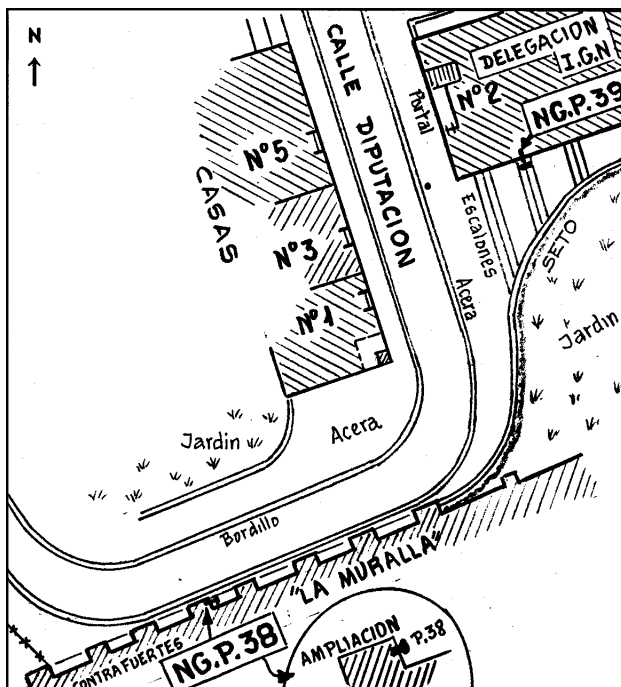 N
CALLE DIPUTACION
DELEGACION
I.G.N
Nº2
Portal
NG.P.39
Nº5
CASAS
Nº3
Nº1
Escalones
SETO
Acera
Jardin
Jardin
Acera
Bordillo
"LA MURALLA"
CONTRAFUERTES
NG.P.38
AMPLIACION
P.38